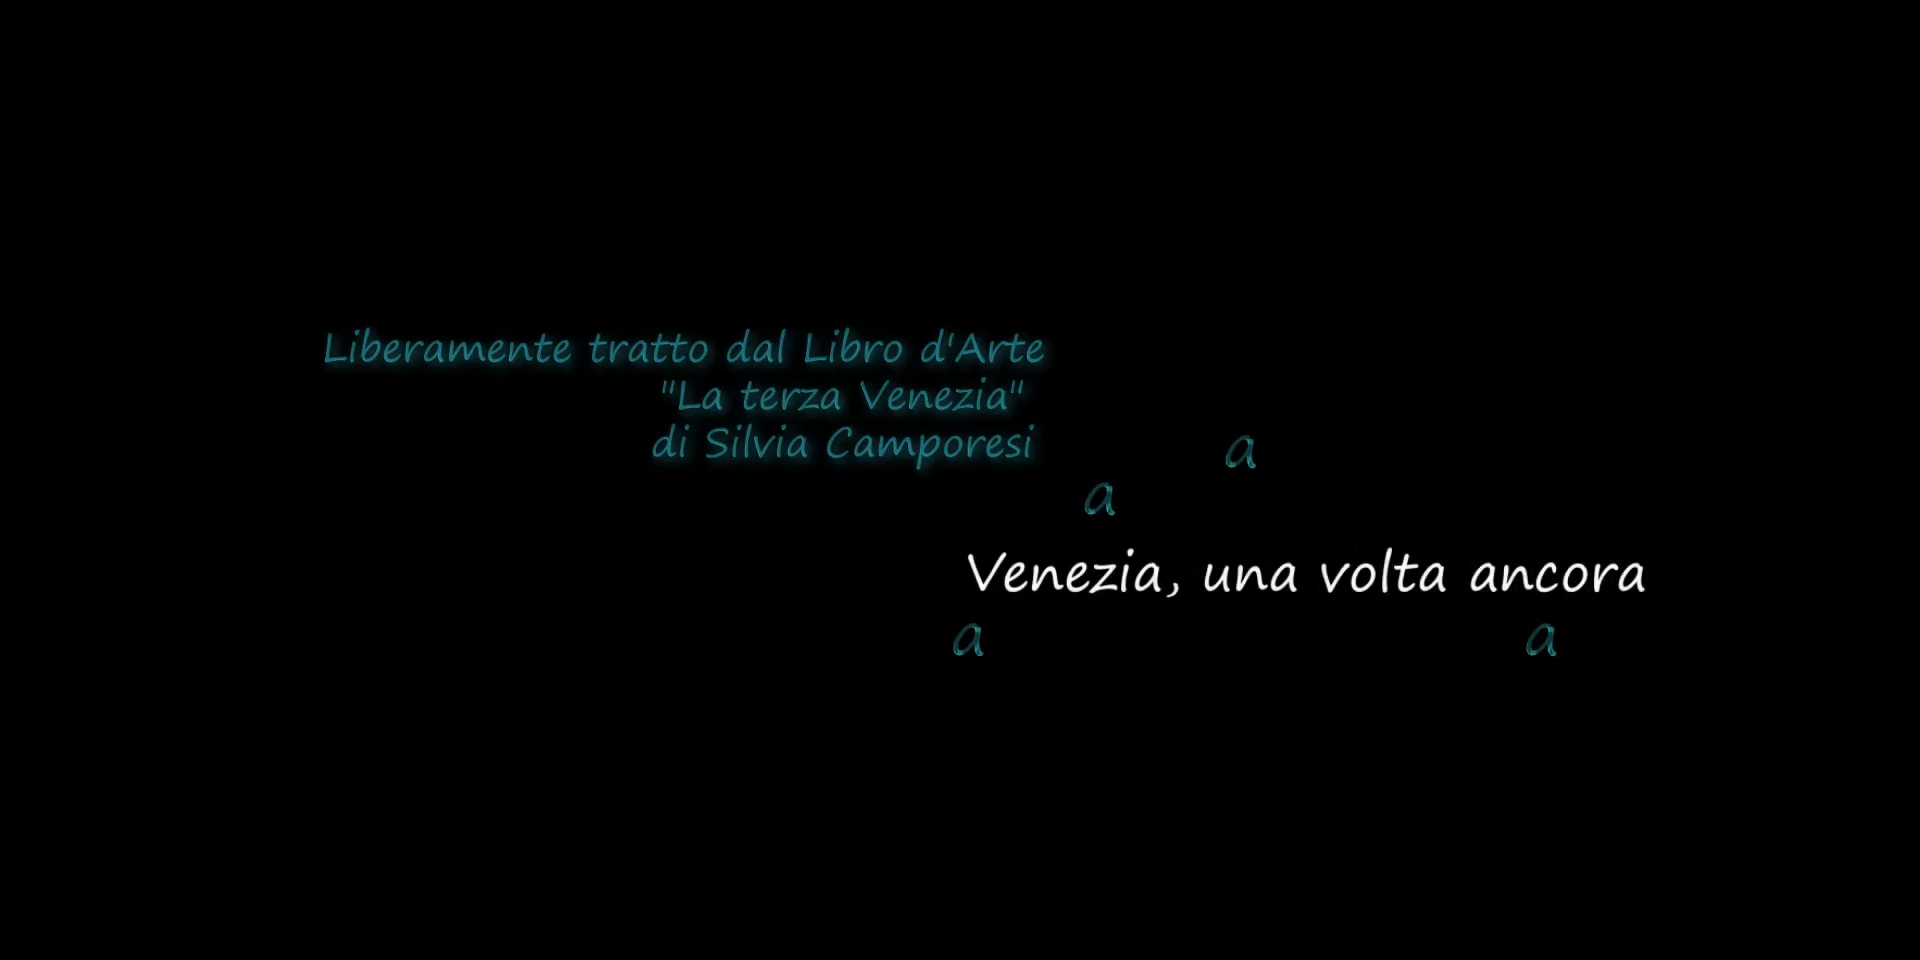 Liberamente tratto dal Libro d'Arte
"La terza Venezia"
di Silvia Camporesi
a
a
Venezia, una volta ancora
a a